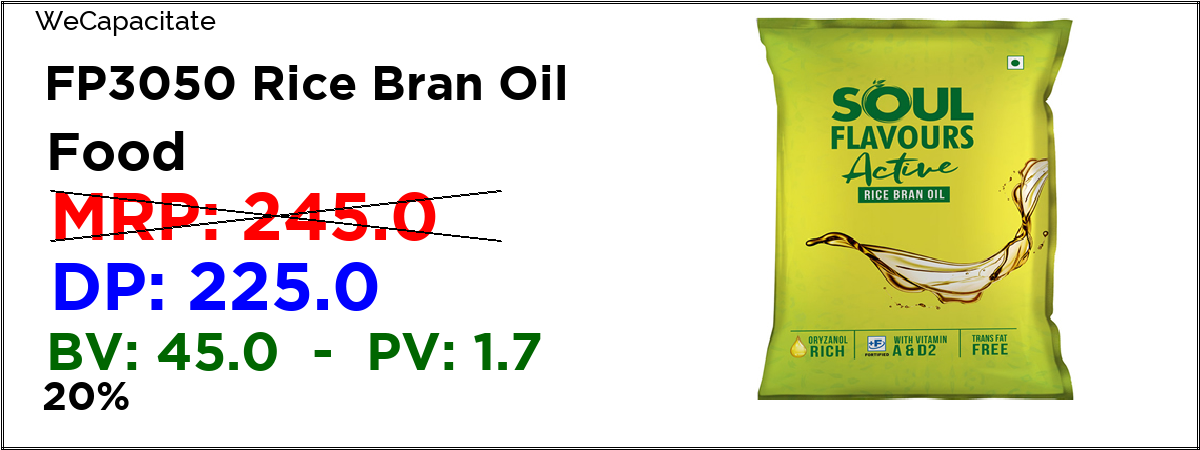 WeCapacitate
FP3050 Rice Bran Oil
Food
MRP: 245.0
DP: 225.0
BV: 45.0 - PV: 1.7
20%
SOUL
FLAVOURS
Active
RICE BRAN OIL
ORYZANOL
RICH
+F
FORTIFIED
WITH VITAMIN
A & D2
TRANS FAT
FREE